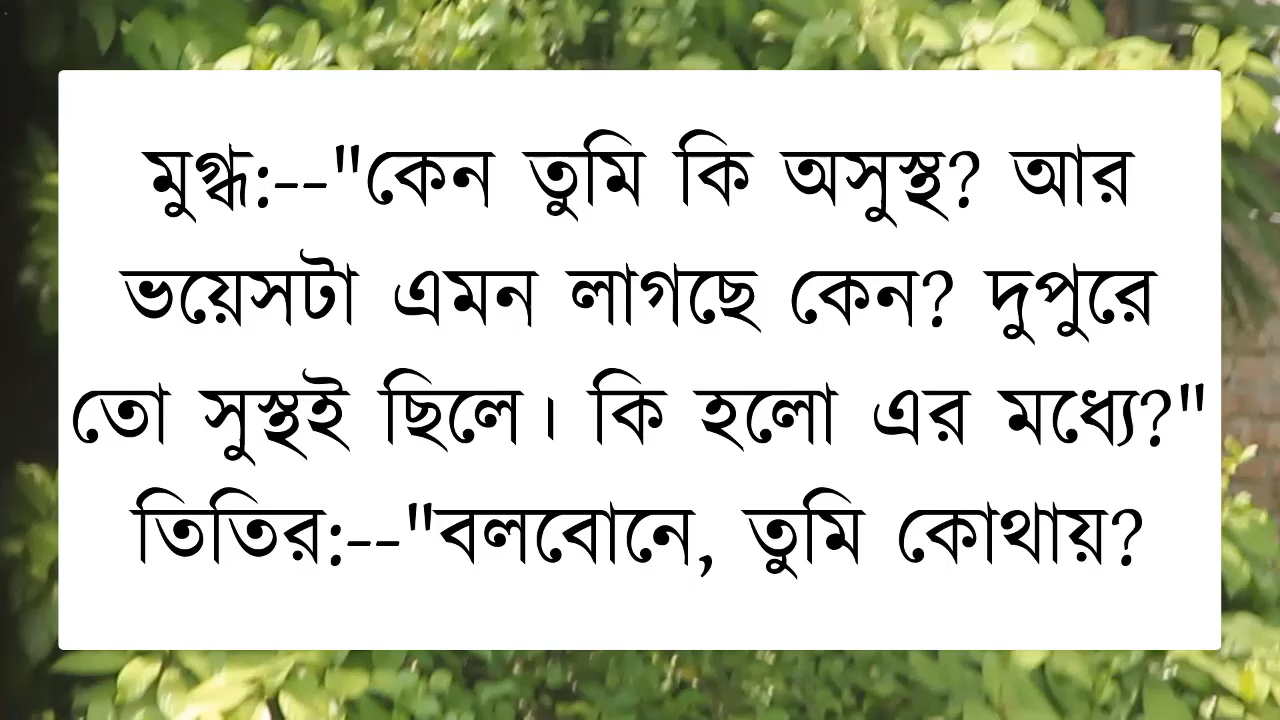 মুগ্ধ:--"কেন তুমি কি অসুস্থ? আর
ভয়েসটা এমন লাগছে কেন? দুপুরে
তো সুস্থই ছিলে। কি হলো এর মধ্যে?"
তিতির:--"বলবোনে, তুমি কোথায়?